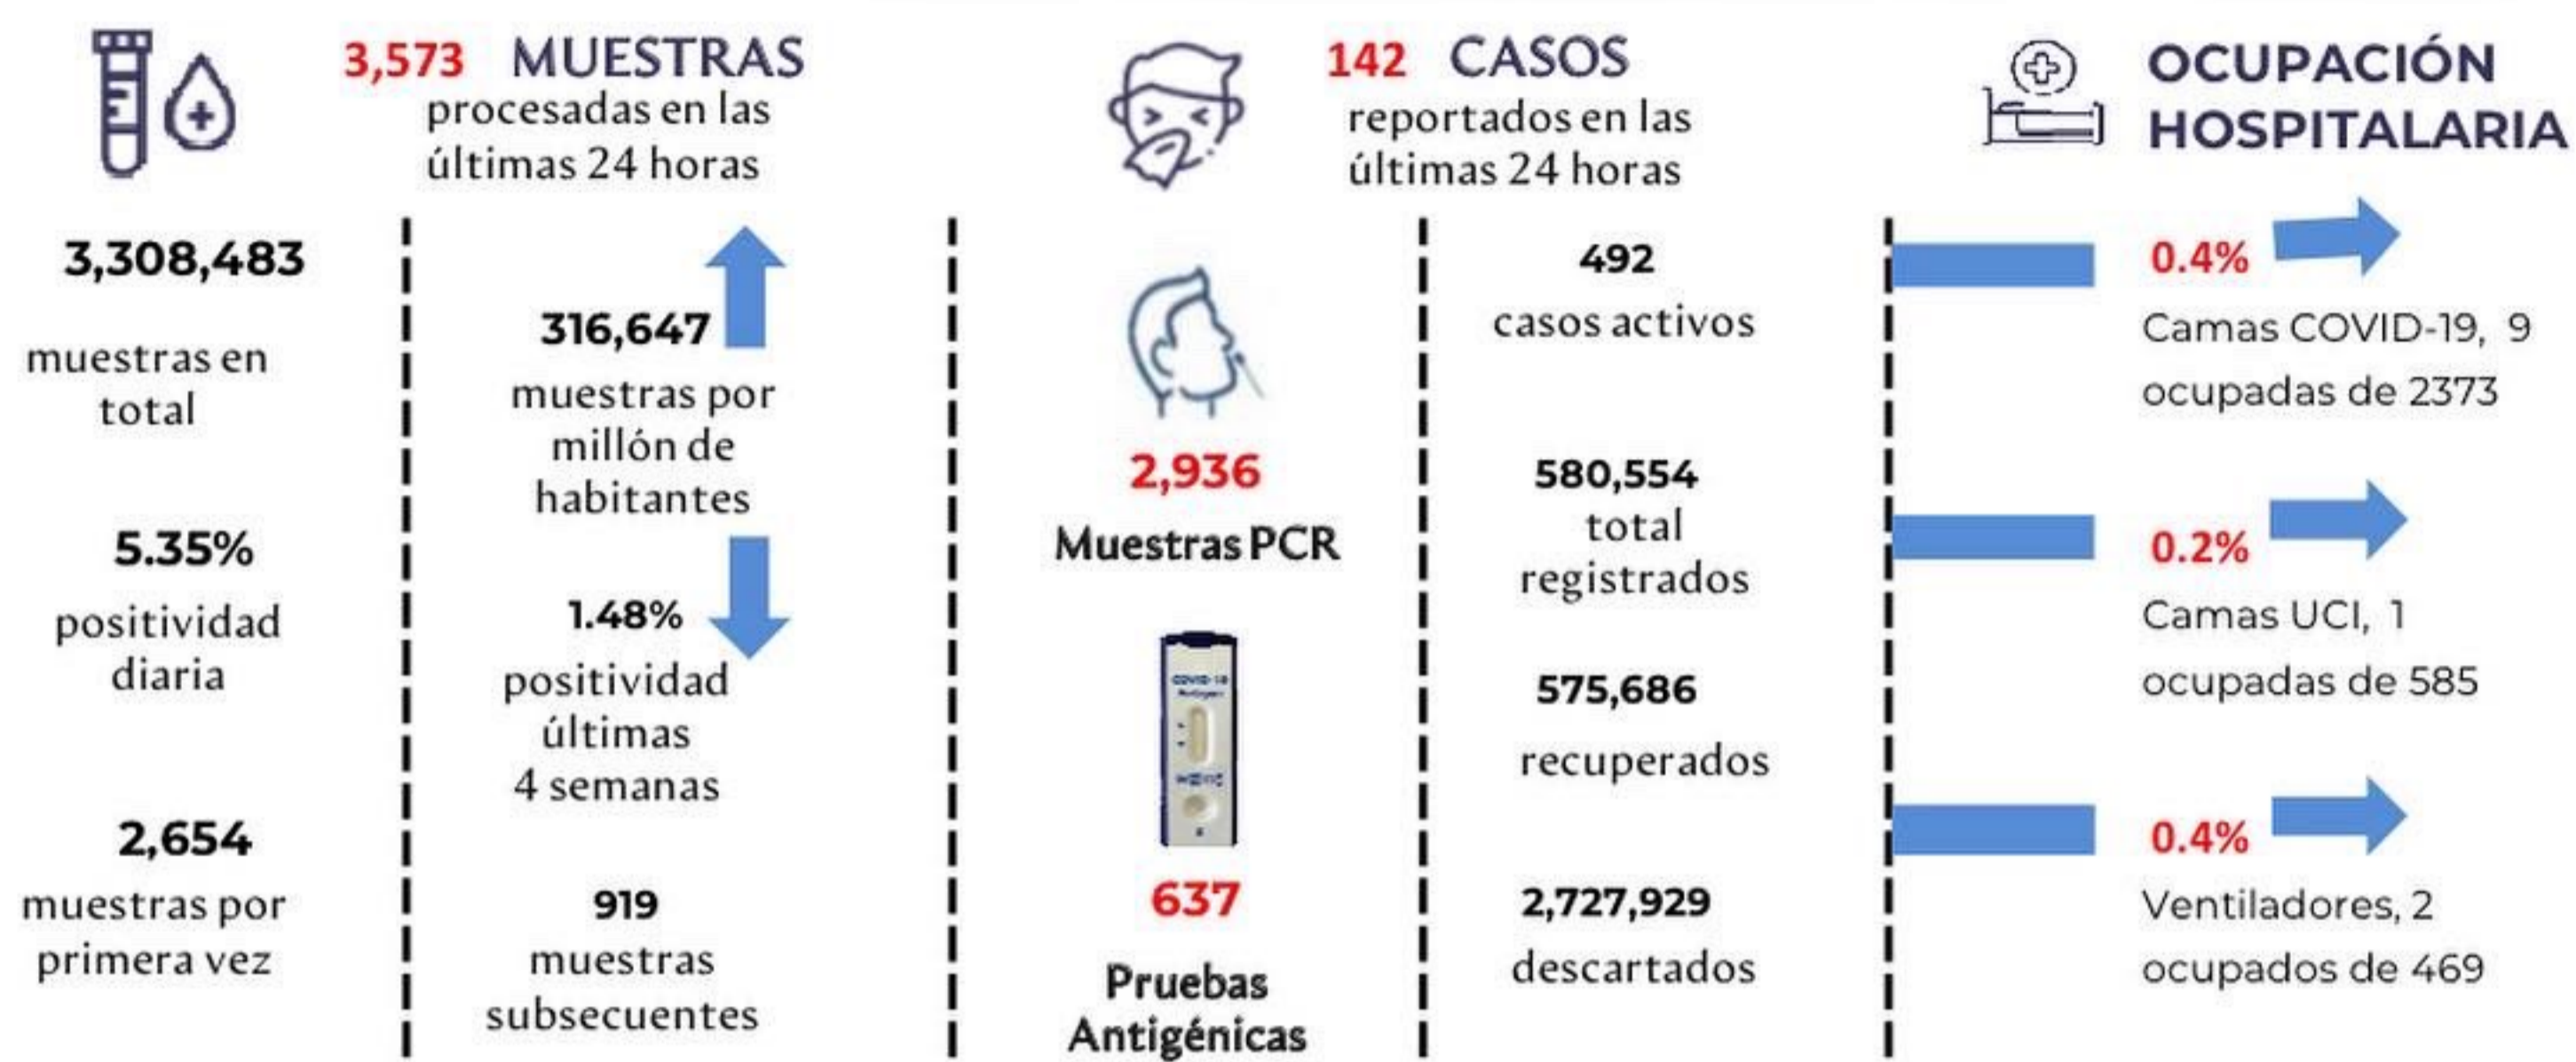 3,573 MUESTRAS
procesadas en las
últimas 24 horas
3,308,483
muestras en
total
5.35%
positividad
diaria
2,654
muestras por
primera vez
316,647
muestras por
millón de
habitantes
1.48%
positividad
últimas
4 semanas
919
muestras
subsecuentes
142 CASOS
reportados en las
últimas 24 horas
2,936
Muestras PCR
COVID-19
637
Pruebas
Antigénicas
492
casos activos
580,554
total
registrados
575,686
recuperados
2,727,929
descartados
OCUPACIÓN
HOSPITALARIA
0.4%
Camas COVID-19, 9
ocupadas de 2373
0.2%
Camas UCI, 1
ocupadas de 585
0.4%
Ventiladores, 2
ocupados de 469